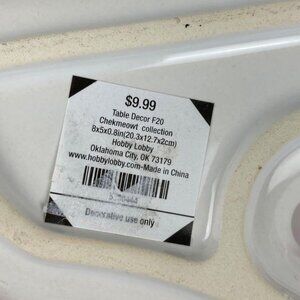 $9.99
Table Decor F20
Chekmeowt collection
8x5x0.8in(20.3x12.7x2cm)
Hobby Lobby
Oklahoma City, OK 73179
www.hobbylobby.com-Made in China
Decorative use only